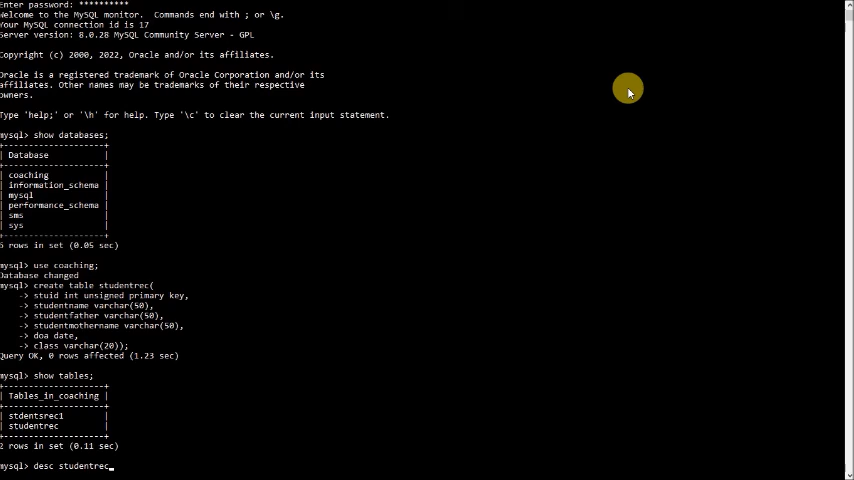 Enter password: **********
Welcome to the MySQL monitor.  Commands end with ; or \g.
Your MySQL connection id is 17
Server version: 8.0.28 MySQL Community Server - GPL
Copyright (c) 2000, 2022, Oracle and/or its affiliates.
Oracle is a registered trademark of Oracle Corporation and/or its
affiliates. Other names may be trademarks of their respective
owners.
Type 'help;' or '\h' for help. Type '\c' to clear the current input statement.
mysql> show databases;
+--------------------+
| Database           |
+--------------------+
| coaching           |
| information_schema |
| mysql              |
| performance_schema |
| sms                |
| sys                |
+--------------------+
6 rows in set (0.05 sec)
mysql> use coaching;
Database changed
mysql> create table studentrec(
    -> stuid int unsigned primary key,
    -> studentname varchar(50),
    -> studentfather varchar(50),
    -> studentmothername varchar(50),
    -> doa date,
    -> class varchar(20));
Query OK, 0 rows affected (1.23 sec)
mysql> show tables;
+--------------------+
| Tables_in_coaching |
+--------------------+
| stdentsrec1        |
| studentrec         |
+--------------------+
2 rows in set (0.11 sec)
mysql> desc studentrec